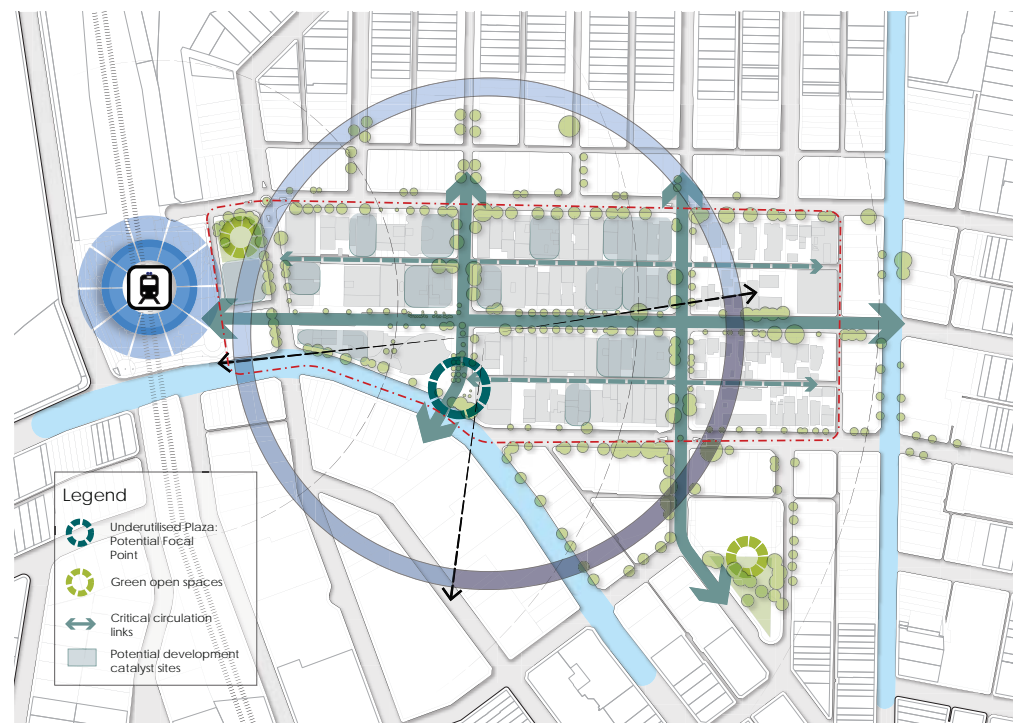 Legend
Underutilised Plaza:
Potential Focal
Point
Green open spaces
Critical circulation
links
Potential development
catalyst sites